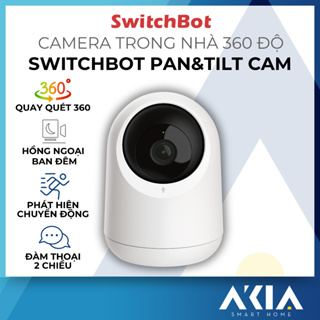 SwitchBot
CAMERA TRONG NHÀ 360 ĐỘ
SWITCHBOT PAN&TILT CAM
360°
QUAY QUÉT 360
HỒNG NGOẠI
BAN ĐÊM
PHÁT HIỆN
CHUYỂN ĐỘNG
ĐÀM THOẠI
2 CHIỀU
AKIA
SMART HOME